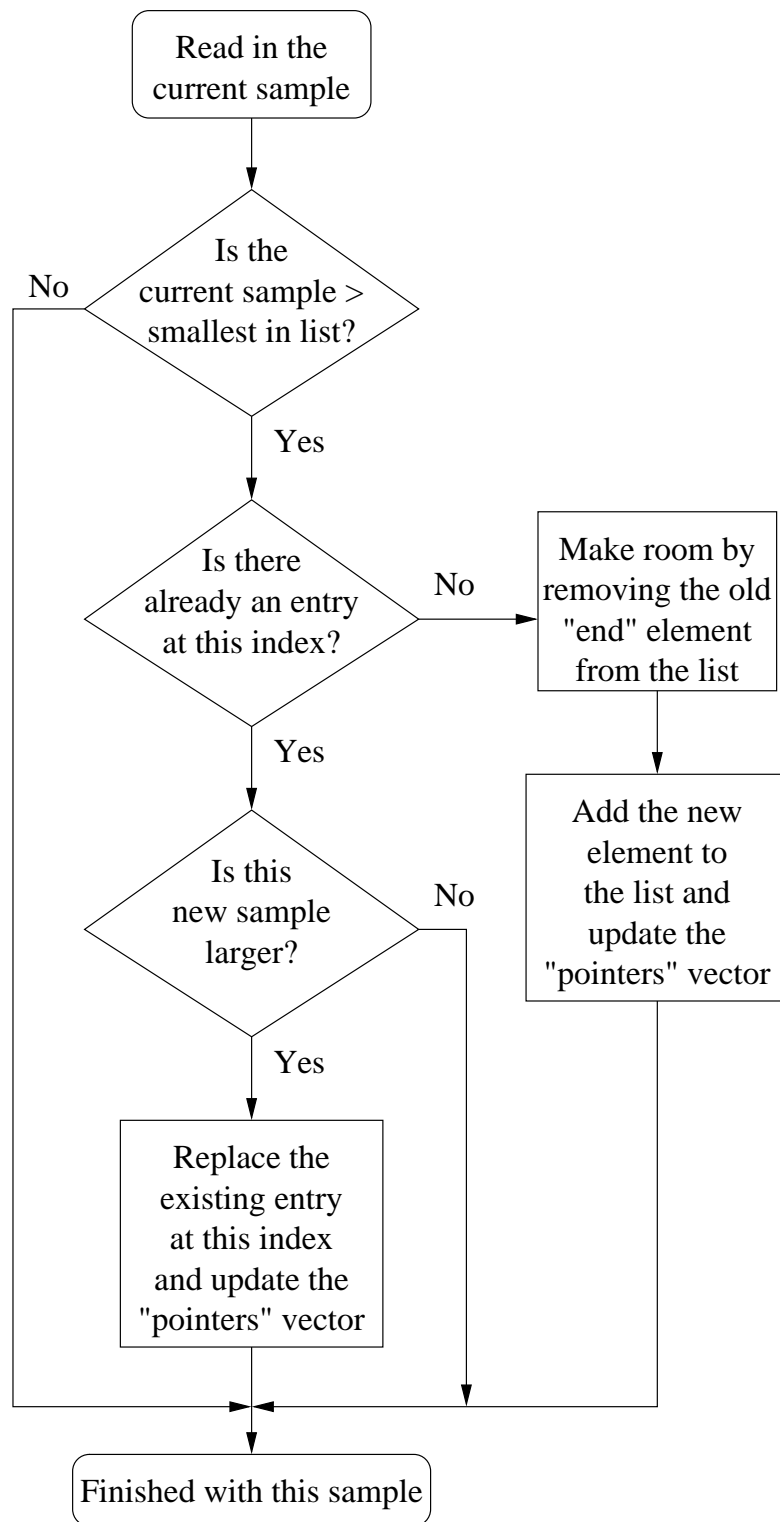 Read in the
current sample
Is the
current sample >
smallest in list?
No
Yes
Is there
already an entry
at this index?
No
Make room by
removing the old
"end" element
from the list
Yes
Add the new
element to
the list and
update the
"pointers" vector
Is this
new sample
larger?
No
Yes
Replace the
existing entry
at this index
and update the
"pointers" vector
Finished with this sample